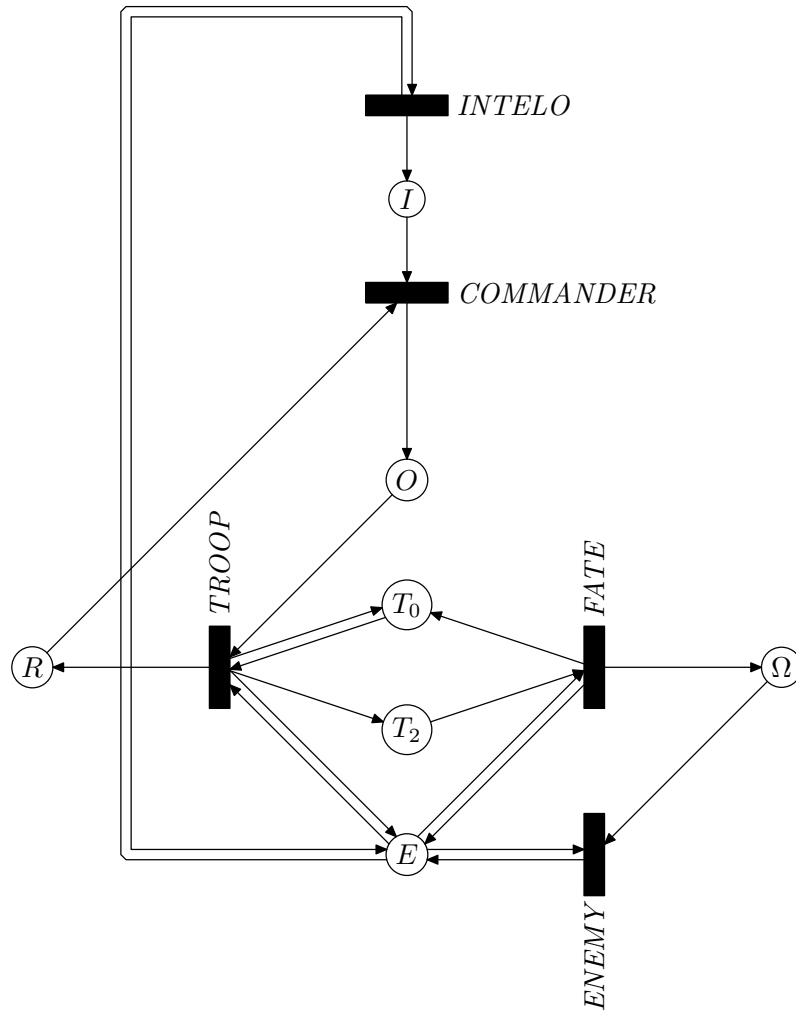 INTELO
I
COMMANDER
O
TROOP
FATE
T₀
R
Ω
T₂
E
ENEMY